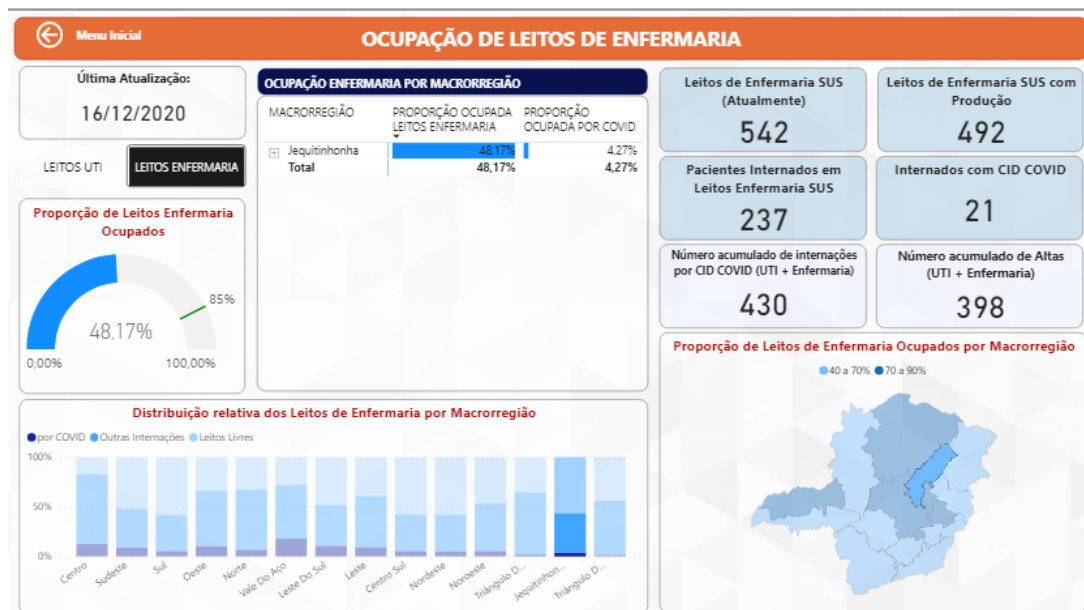 Menu Inicial
OCUPAÇÃO DE LEITOS DE ENFERMARIA
Última Atualização:
16/12/2020
LEITOS UTI
LEITOS ENFERMARIA
Proporção de Leitos Enfermaria
Ocupados
85%
48,17%
0,00%
100,00%
OCUPAÇÃO ENFERMARIA POR MACRORREGIÃO
MACRORREGIÃO PROPORÇÃO OCUPADA PROPORÇÃO
LEITOS ENFERMARIA OCUPADA POR COVID
Jequitinhonha 48,17% 4,27%
Total 48,17% 4,27%
Leitos de Enfermaria SUS
(Atualmente)
542
Leitos de Enfermaria SUS com
Produção
492
Pacientes Internados em
Leitos Enfermaria SUS
237
Internados com CID COVID
21
Número acumulado de internações
por CID COVID (UTI + Enfermaria)
430
Número acumulado de Altas
(UTI + Enfermaria)
398
Distribuição relativa dos Leitos de Enfermaria por Macrorregião
por COVID Outras Internações Leitos Livres
100%
50%
0%
Centro
Sudeste
Sul
Oeste
Norte
Vale Do Aço
Leste Do Sul
Leste
Centro Sul
Nordeste
Noroeste
Triângulo D...
Jequitinhon...
Triângulo D...
Proporção de Leitos de Enfermaria Ocupados por Macrorregião
40 a 70% 70 a 90%